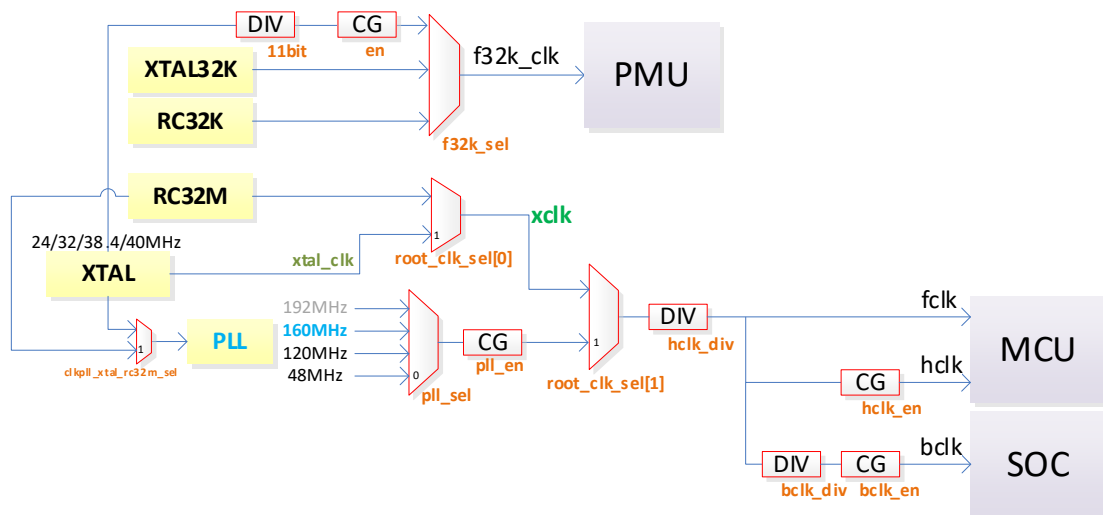 DIV
CG
11bit
en
XTAL32K
f32k_clk
PMU
RC32K
f32k_sel
RC32M
xclk
24/32/38.4/40MHz
xtal_clk
1
root_clk_sel[0]
XTAL
192MHz
160MHz
120MHz
48MHz
0
pll_sel
PLL
1
clkpll_xtal_rc32m_sel
CG
pll_en
1
root_clk_sel[1]
DIV
hclk_div
fclk
MCU
hclk
CG
hclk_en
bclk
SOC
DIV
CG
bclk_div
bclk_en